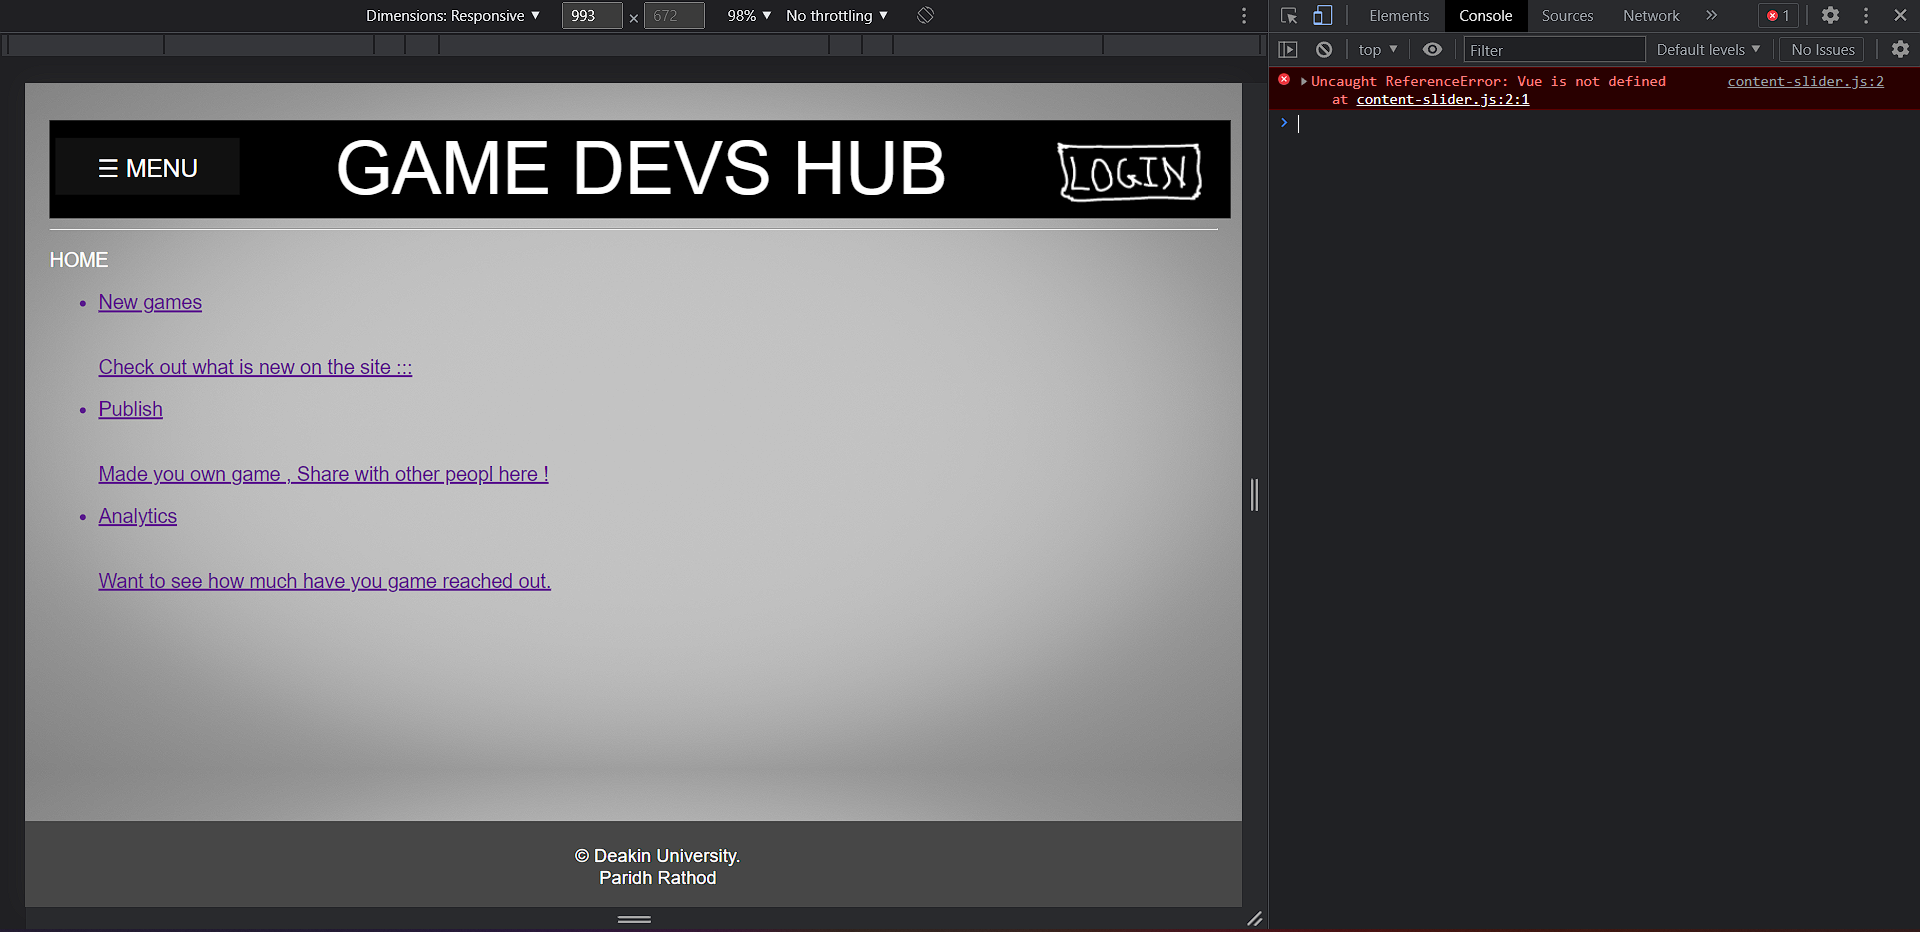 Dimensions: Responsive ▼ 993 × 672 98% ▼ No throttling ▼
Elements Console Sources Network » 1
top ▼ Filter Default levels ▼ No Issues
Uncaught ReferenceError: Vue is not defined content-slider.js:2
at content-slider.js:2:1
☰ MENU
GAME DEVS HUB
LOGIN
HOME
• New games
Check out what is new on the site :::
• Publish
Made you own game , Share with other peopl here !
• Analytics
Want to see how much have you game reached out.
© Deakin University.
Paridh Rathod